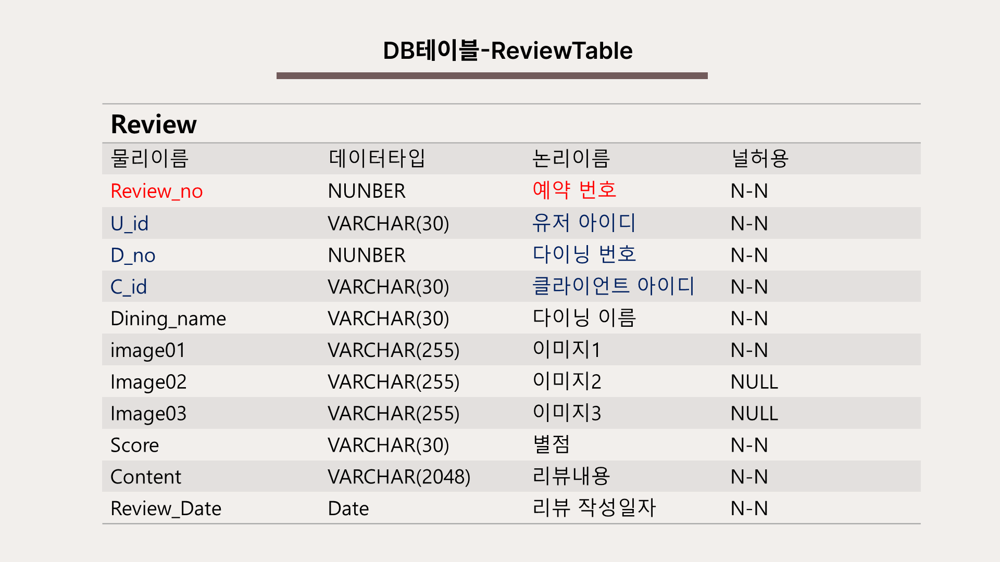 DB테이블-ReviewTable
Review
물리이름 데이터타입 논리이름 널허용
Review_no NUNBER 예약 번호 N-N
U_id VARCHAR(30) 유저 아이디 N-N
D_no NUNBER 다이닝 번호 N-N
C_id VARCHAR(30) 클라이언트 아이디 N-N
Dining_name VARCHAR(30) 다이닝 이름 N-N
image01 VARCHAR(255) 이미지1 N-N
Image02 VARCHAR(255) 이미지2 NULL
Image03 VARCHAR(255) 이미지3 NULL
Score VARCHAR(30) 별점 N-N
Content VARCHAR(2048) 리뷰내용 N-N
Review_Date Date 리뷰 작성일자 N-N